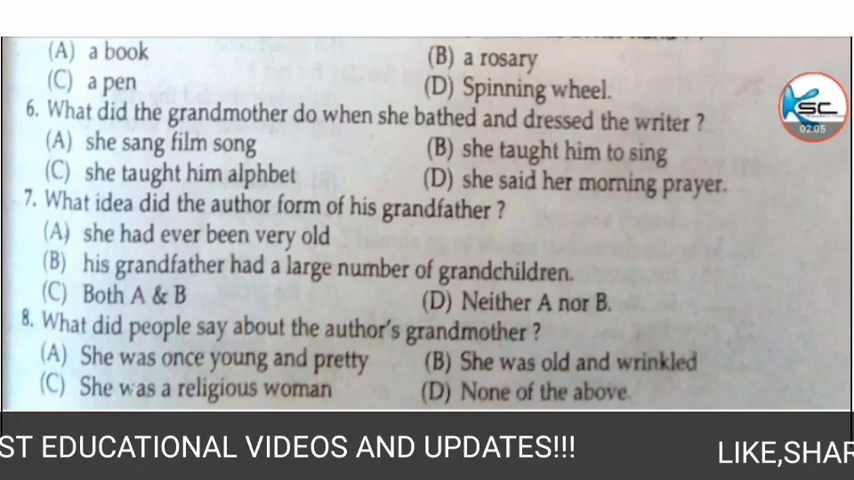 (A) a book (B) a rosary
(C) a pen (D) Spinning wheel.
6. What did the grandmother do when she bathed and dressed the writer ?
(A) she sang film song (B) she taught him to sing
(C) she taught him alphbet (D) she said her morning prayer.
7. What idea did the author form of his grandfather ?
(A) she had ever been very old
(B) his grandfather had a large number of grandchildren.
(C) Both A & B (D) Neither A nor B.
8. What did people say about the author's grandmother ?
(A) She was once young and pretty (B) She was old and wrinkled
(C) She was a religious woman (D) None of the above.
KSC
02:05
ST EDUCATIONAL VIDEOS AND UPDATES!!! LIKE,SHAR